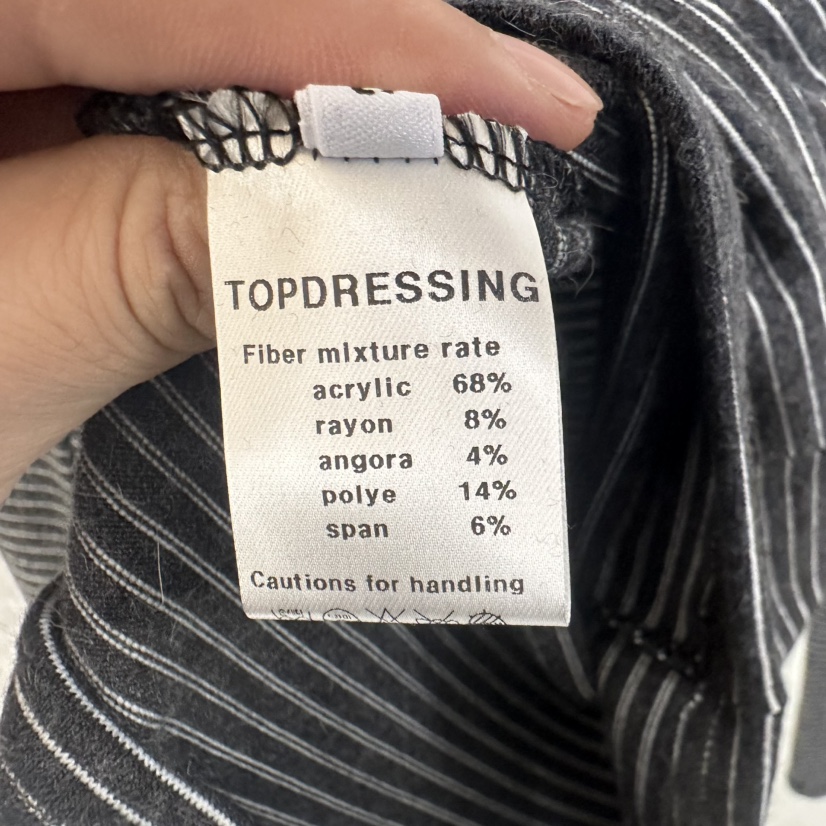 TOPDRESSING
Fiber mixture rate
acrylic 68%
rayon 8%
angora 4%
polye 14%
span 6%
Cautions for handling